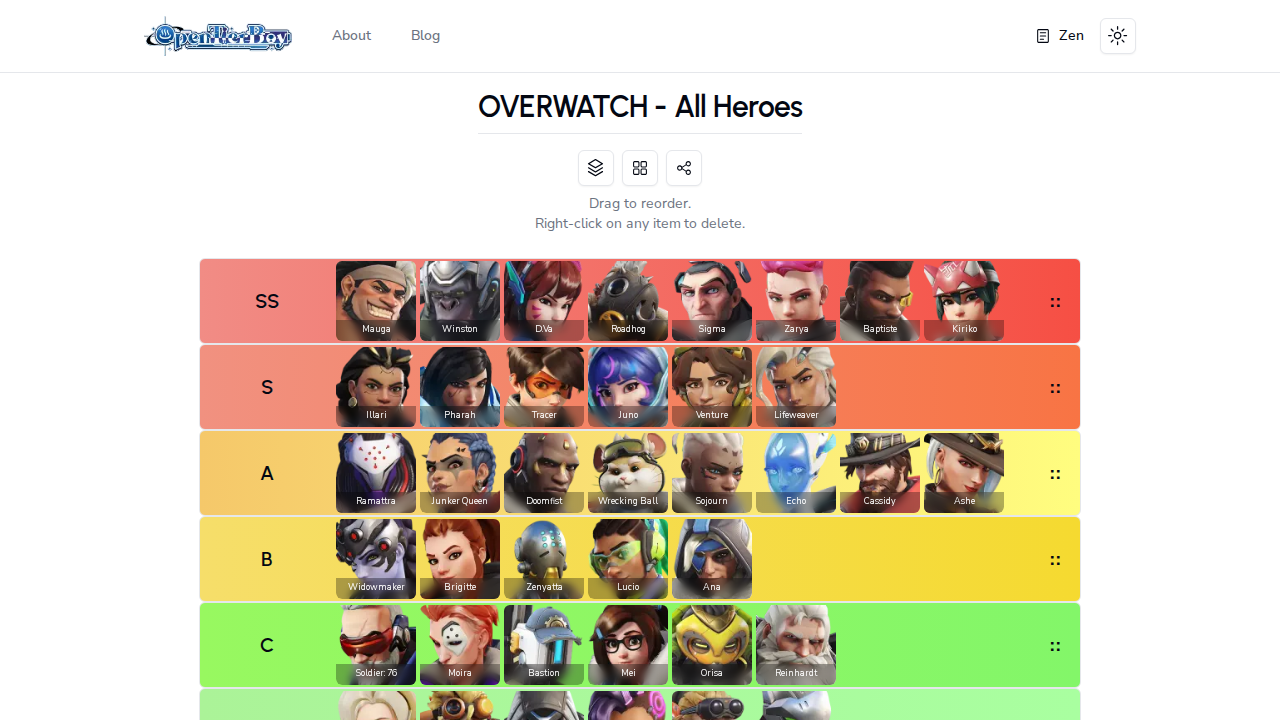 OpenTierBoy
About
Blog
Zen
OVERWATCH - All Heroes
Drag to reorder.
Right-click on any item to delete.
SS
Mauga
Winston
D.Va
Roadhog
Sigma
Zarya
Baptiste
Kiriko
::
S
Illari
Pharah
Tracer
Juno
Venture
Lifeweaver
::
A
Ramattra
Junker Queen
Doomfist
Wrecking Ball
Sojourn
Echo
Cassidy
Ashe
::
B
Widowmaker
Brigitte
Zenyatta
Lucio
Ana
::
C
Soldier: 76
Moira
Bastion
Mei
Orisa
Reinhardt
::